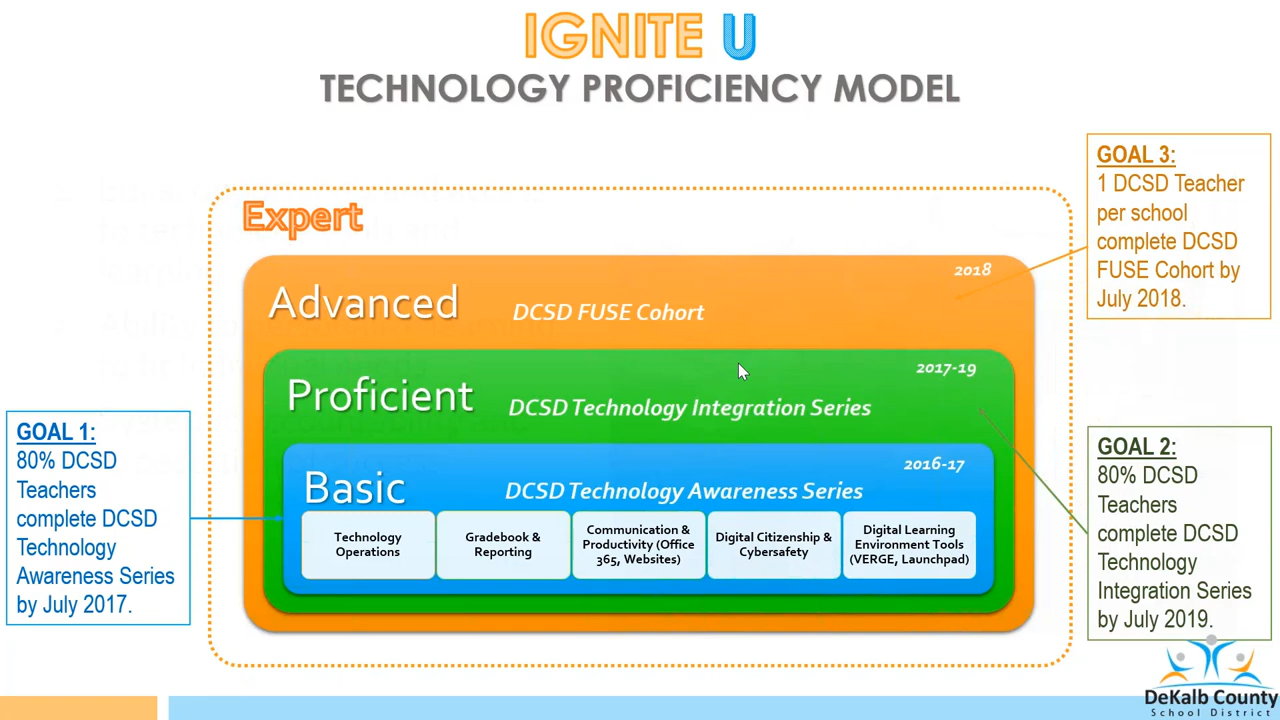 IGNITE U
TECHNOLOGY PROFICIENCY MODEL
GOAL 3:
1 DCSD Teacher
per school
complete DCSD
FUSE Cohort by
July 2018.
Expert
2018
Advanced
DCSD FUSE Cohort
2017-19
Proficient
DCSD Technology Integration Series
GOAL 1:
80% DCSD
Teachers
complete DCSD
Technology
Awareness Series
by July 2017.
2016-17
Basic
DCSD Technology Awareness Series
Technology
Operations
Gradebook &
Reporting
Communication &
Productivity (Office
365, Websites)
Digital Citizenship &
Cybersafety
Digital Learning
Environment Tools
(VERGE, Launchpad)
GOAL 2:
80% DCSD
Teachers
complete DCSD
Technology
Integration Series
by July 2019.
DeKalb County
School District